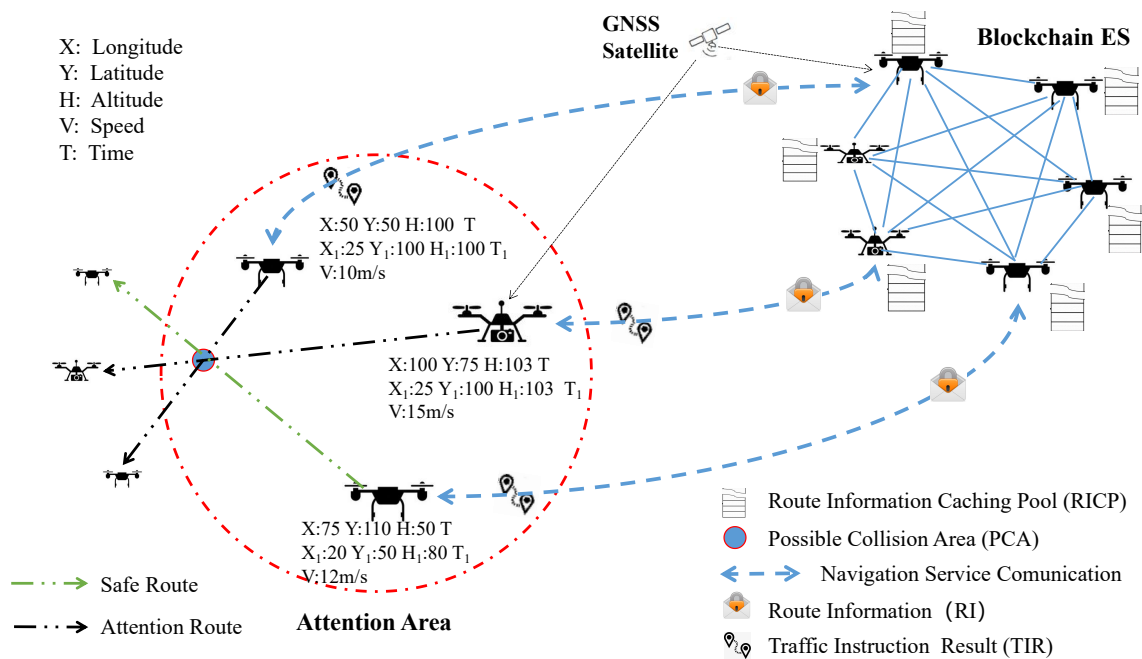 X: Longitude
Y: Latitude
H: Altitude
V: Speed
T: Time
GNSS
Satellite
Blockchain ES
X:50 Y:50 H:100 T
X₁:25 Y₁:100 H₁:100 T₁
V:10m/s
X:100 Y:75 H:103 T
X₁:25 Y₁:100 H₁:103 T₁
V:15m/s
X:75 Y:110 H:50 T
X₁:20 Y₁:50 H₁:80 T₁
V:12m/s
Attention Area
Safe Route
Attention Route
Route Information Caching Pool (RICP)
Possible Collision Area (PCA)
Navigation Service Comunication
Route Information (RI)
Traffic Instruction Result (TIR)